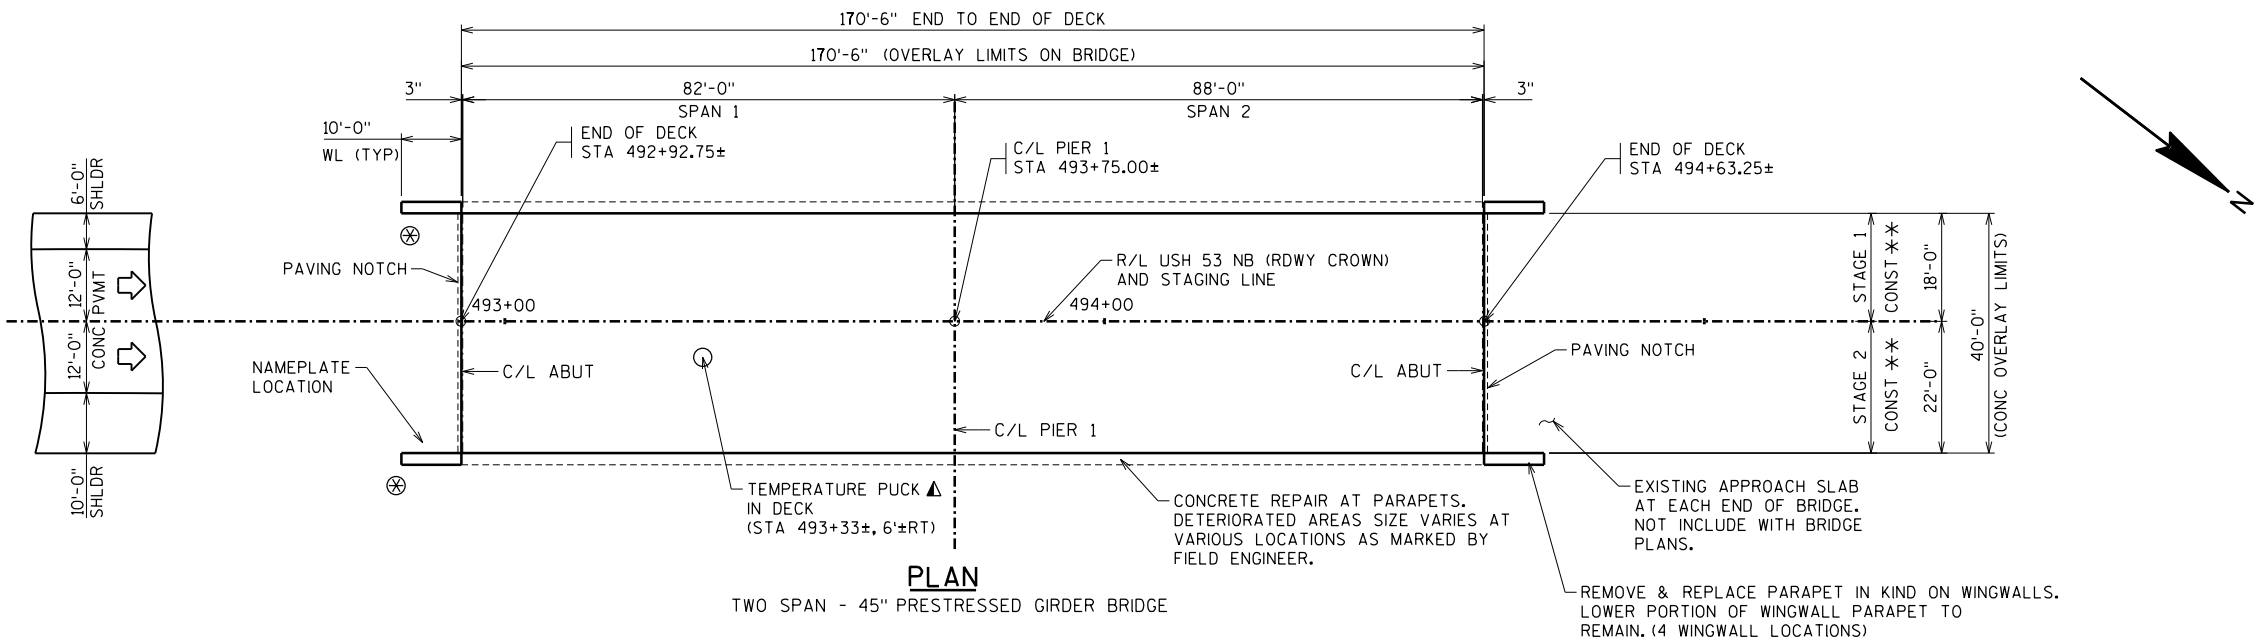 170'-6" END TO END OF DECK
170'-6" (OVERLAY LIMITS ON BRIDGE)
3"
82'-0"
SPAN 1
88'-0"
SPAN 2
3"
10'-0"
WL (TYP)
END OF DECK
STA 492+92.75±
C/L PIER 1
STA 493+75.00±
END OF DECK
STA 494+63.25±
N
6'-0"
SHLDR
12'-0"
12'-0"
CONC PVMT
10'-0"
SHLDR
PAVING NOTCH
493+00
R/L USH 53 NB (RDWY CROWN)
AND STAGING LINE
494+00
STAGE 1
CONST **
18'-0"
STAGE 2
CONST **
22'-0"
40'-0"
(CONC OVERLAY LIMITS)
NAMEPLATE
LOCATION
C/L ABUT
C/L ABUT
PAVING NOTCH
C/L PIER 1
TEMPERATURE PUCK
IN DECK
(STA 493+33±, 6'±RT)
CONCRETE REPAIR AT PARAPETS.
DETERIORATED AREAS SIZE VARIES AT
VARIOUS LOCATIONS AS MARKED BY
FIELD ENGINEER.
EXISTING APPROACH SLAB
AT EACH END OF BRIDGE.
NOT INCLUDE WITH BRIDGE
PLANS.
REMOVE & REPLACE PARAPET IN KIND ON WINGWALLS.
LOWER PORTION OF WINGWALL PARAPET TO
REMAIN. (4 WINGWALL LOCATIONS)
PLAN
TWO SPAN - 45" PRESTRESSED GIRDER BRIDGE